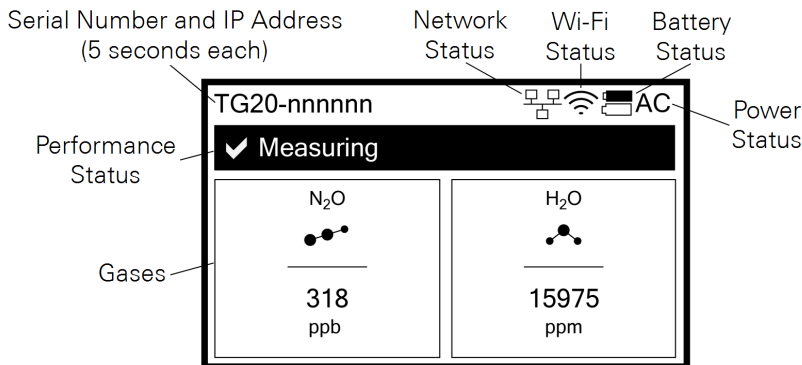 Serial Number and IP Address
(5 seconds each)
Network
Status
Wi-Fi
Status
Battery
Status
TG20-nnnnnn
AC
Power
Status
Performance
Status
Measuring
Gases
N₂O
318
ppb
H₂O
15975
ppm